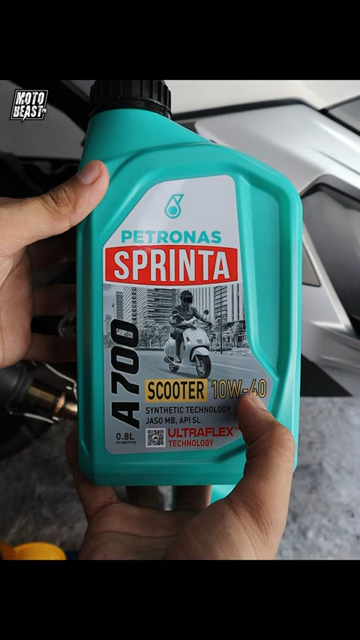 MOTO
BEAST
PETRONAS
SPRINTA
A700
SCOOTER 10W-40
SYNTHETIC TECHNOLOGY
JASO MB, API SL
0.8L
ULTRAFLEX
TECHNOLOGY